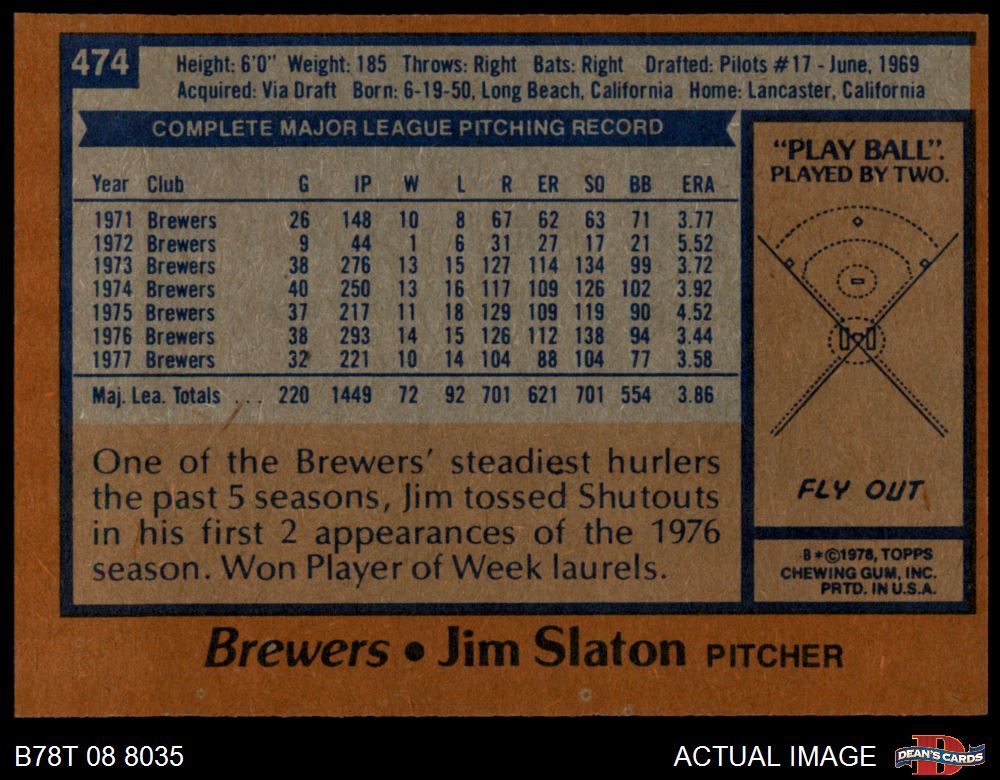 474
Height: 6'0" Weight: 185 Throws: Right Bats: Right Drafted: Pilots #17 - June, 1969
Acquired: Via Draft Born: 6-19-50, Long Beach, California Home: Lancaster, California
COMPLETE MAJOR LEAGUE PITCHING RECORD
Year Club G IP W L R ER SO BB ERA
1971 Brewers 26 148 10 8 67 62 63 71 3.77
1972 Brewers 9 44 1 6 31 27 17 21 5.52
1973 Brewers 38 276 13 15 127 114 134 99 3.72
1974 Brewers 40 250 13 16 117 109 126 102 3.92
1975 Brewers 37 217 11 18 129 109 119 90 4.52
1976 Brewers 38 293 14 15 126 112 138 94 3.44
1977 Brewers 32 221 10 14 104 88 104 77 3.58
Maj. Lea. Totals ... 220 1449 72 92 701 621 701 554 3.86
One of the Brewers' steadiest hurlers
the past 5 seasons, Jim tossed Shutouts
in his first 2 appearances of the 1976
season. Won Player of Week laurels.
"PLAY BALL".
PLAYED BY TWO.
FLY OUT
B*©1978, TOPPS
CHEWING GUM, INC.
PRTD. IN U.S.A.
Brewers • Jim Slaton PITCHER
B78T 08 8035
ACTUAL IMAGE
D
DEAN'S CARDS